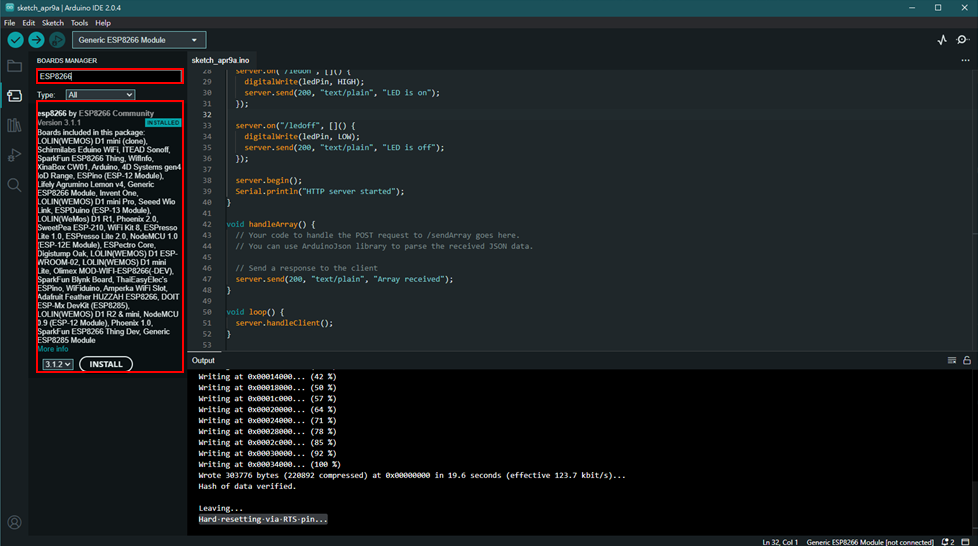 sketch_apr9a | Arduino IDE 2.0.4
File Edit Sketch Tools Help
Generic ESP8266 Module
BOARDS MANAGER
ESP8266
Type: All
esp8266 by ESP8266 Community
Version 3.1.1 INSTALLED
Boards included in this package:
LOLIN(WEMOS) D1 mini (clone),
Schirmilabs Eduino WiFi, ITEAD Sonoff,
SparkFun ESP8266 Thing, WifInfo,
XinaBox CW01, Arduino, 4D Systems gen4
IoD Range, ESPino (ESP-12 Module),
Lifely Agrumino Lemon v4, Generic
ESP8266 Module, Invent One,
LOLIN(WEMOS) D1 mini Pro, Seeed Wio
Link, ESPDuino (ESP-13 Module),
LOLIN(WeMos) D1 R1, Phoenix 2.0,
SweetPea ESP-210, WiFi Kit 8, ESPresso
Lite 1.0, ESPresso Lite 2.0, NodeMCU 1.0
(ESP-12E Module), ESPectro Core,
Digistump Oak, LOLIN(WEMOS) D1 ESP-
WROOM-02, LOLIN(WEMOS) D1 mini
Lite, Olimex MOD-WIFI-ESP8266(-DEV),
SparkFun Blynk Board, ThaiEasyElec's
ESPino, WiFiduino, Amperka WiFi Slot,
Adafruit Feather HUZZAH ESP8266, DOIT
ESP-Mx DevKit (ESP8285),
LOLIN(WEMOS) D1 R2 & mini, NodeMCU
0.9 (ESP-12 Module), Phoenix 1.0,
SparkFun ESP8266 Thing Dev, Generic
ESP8285 Module
More info
3.1.2 INSTALL
sketch_apr9a.ino
28 server.on("/ledon", []() {
29 digitalWrite(ledPin, HIGH);
30 server.send(200, "text/plain", "LED is on");
31 });
32
33 server.on("/ledoff", []() {
34 digitalWrite(ledPin, LOW);
35 server.send(200, "text/plain", "LED is off");
36 });
37
38 server.begin();
39 Serial.println("HTTP server started");
40 }
41
42 void handleArray() {
43 // Your code to handle the POST request to /sendArray goes here.
44 // You can use ArduinoJson library to parse the received JSON data.
45
46 // Send a response to the client
47 server.send(200, "text/plain", "Array received");
48 }
49
50 void loop() {
51 server.handleClient();
52 }
53
Output
Writing at 0x00014000... (42 %)
Writing at 0x00018000... (50 %)
Writing at 0x0001c000... (57 %)
Writing at 0x00020000... (64 %)
Writing at 0x00024000... (71 %)
Writing at 0x00028000... (78 %)
Writing at 0x0002c000... (85 %)
Writing at 0x00030000... (92 %)
Writing at 0x00034000... (100 %)
Wrote 303776 bytes (220892 compressed) at 0x00000000 in 19.6 seconds (effective 123.7 kbit/s)...
Hash of data verified.
Leaving...
Hard resetting via RTS pin...
Ln 32, Col 1 Generic ESP8266 Module [not connected] 2